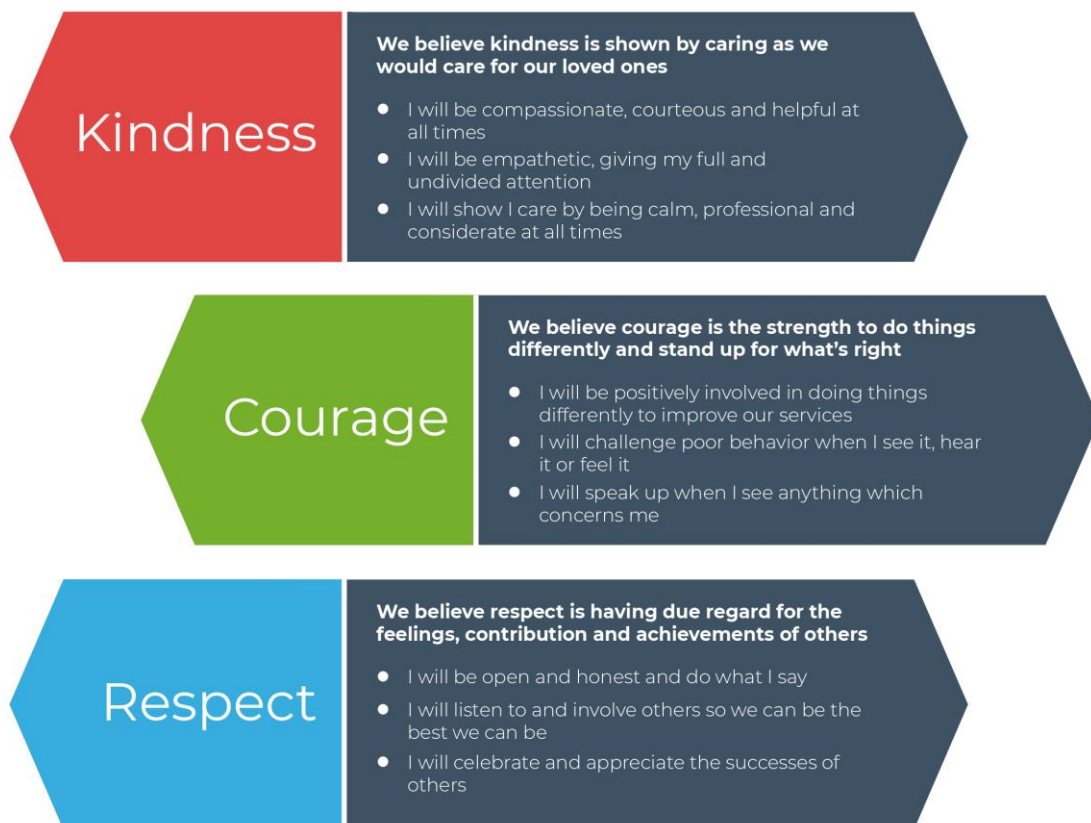 Kindness
We believe kindness is shown by caring as we
would care for our loved ones
● I will be compassionate, courteous and helpful at
all times
● I will be empathetic, giving my full and
undivided attention
● I will show I care by being calm, professional and
considerate at all times
Courage
We believe courage is the strength to do things
differently and stand up for what’s right
● I will be positively involved in doing things
differently to improve our services
● I will challenge poor behavior when I see it, hear
it or feel it
● I will speak up when I see anything which
concerns me
Respect
We believe respect is having due regard for the
feelings, contribution and achievements of others
● I will be open and honest and do what I say
● I will listen to and involve others so we can be the
best we can be
● I will celebrate and appreciate the successes of
others